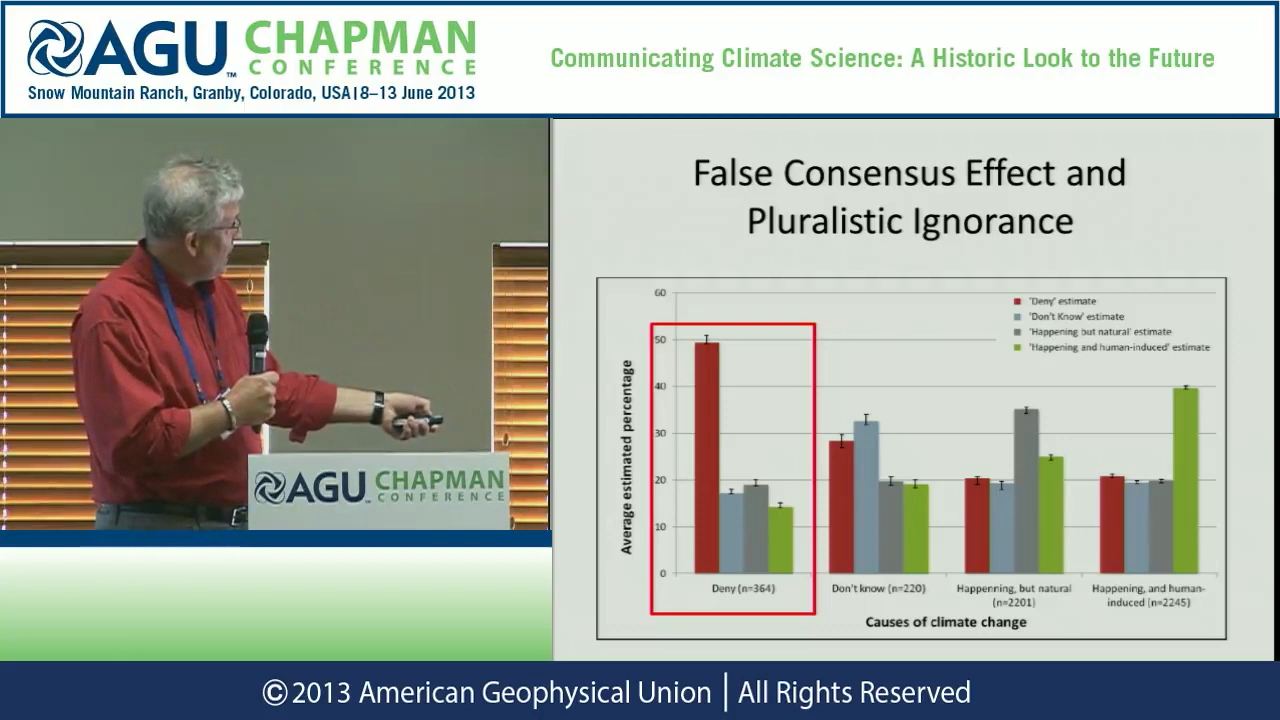 AGU CHAPMAN
CONFERENCE
Snow Mountain Ranch, Granby, Colorado, USA|8–13 June 2013
Communicating Climate Science: A Historic Look to the Future
False Consensus Effect and
Pluralistic Ignorance
60
50
40
30
20
10
0
Average estimated percentage
'Deny' estimate
'Don't Know' estimate
'Happening but natural' estimate
'Happening and human-induced' estimate
Deny (n=364)
Don't know (n=220)
Happenning, but natural
(n=2201)
Happening, and human-
induced (n=2245)
Causes of climate change
AGU CHAPMAN
CONFERENCE
©2013 American Geophysical Union | All Rights Reserved